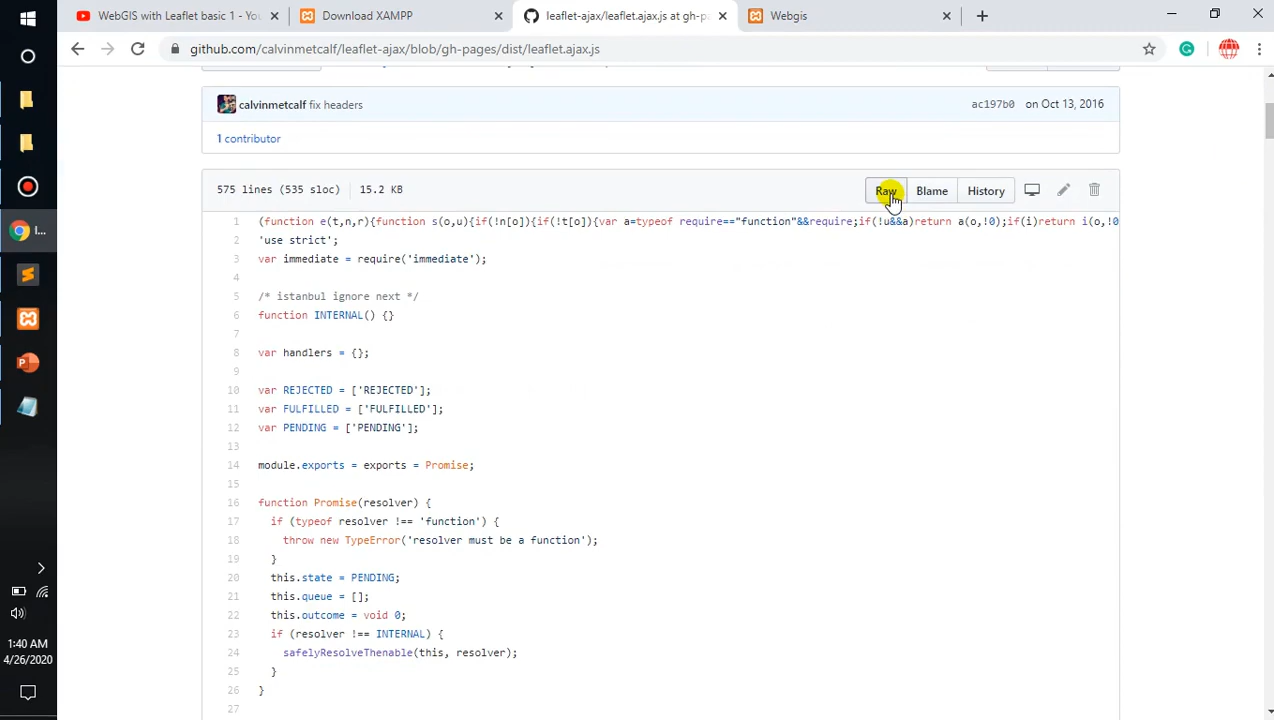 WebGIS with Leaflet basic 1 - You
Download XAMPP
leaflet-ajax/leaflet.ajax.js at gh-p
Webgis
github.com/calvinmetcalf/leaflet-ajax/blob/gh-pages/dist/leaflet.ajax.js
calvinmetcalf fix headers
ac197b0 on Oct 13, 2016
1 contributor
575 lines (535 sloc) 15.2 KB
Raw Blame History
1 (function e(t,n,r){function s(o,u){if(!n[o]){if(!t[o]){var a=typeof require=="function"&&require;if(!u&&a)return a(o,!0);if(i)return i(o,!0
2 'use strict';
3 var immediate = require('immediate');
4
5 /* istanbul ignore next */
6 function INTERNAL() {}
7
8 var handlers = {};
9
10 var REJECTED = ['REJECTED'];
11 var FULFILLED = ['FULFILLED'];
12 var PENDING = ['PENDING'];
13
14 module.exports = exports = Promise;
15
16 function Promise(resolver) {
17 if (typeof resolver !== 'function') {
18 throw new TypeError('resolver must be a function');
19 }
20 this.state = PENDING;
21 this.queue = [];
22 this.outcome = void 0;
23 if (resolver !== INTERNAL) {
24 safelyResolveThenable(this, resolver);
25 }
26 }
27
I...
1:40 AM
4/26/2020